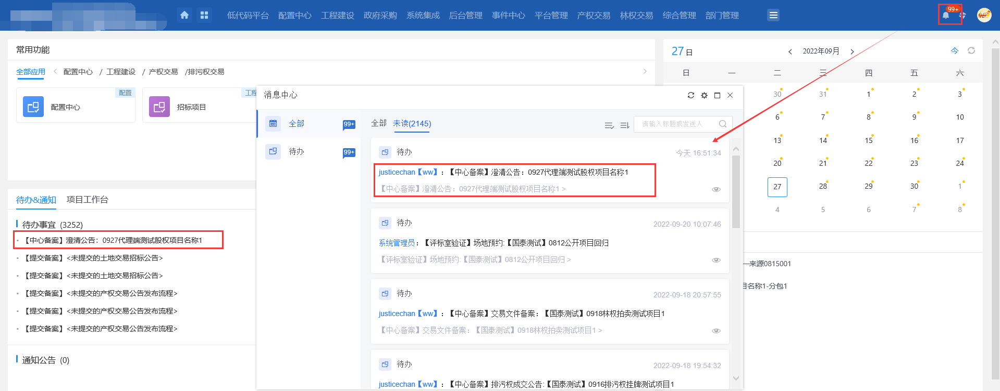 低代码平台 配置中心 工程建设 政府采购 系统集成 后台管理 事件中心 平台管理 产权交易 林权交易 综合管理 部门管理
99+
常用功能
全部应用 < 配置中心 / 工程建设 / 产权交易 /排污权交易 >
配置
配置中心
工程
招标项目
待办&通知 项目工作台
待办事宜 (3252)
【中心备案】澄清公告：0927代理端测试股权项目名称1
【提交备案】<未提交的土地交易招标公告>
【提交备案】<未提交的土地交易招标公告>
【提交备案】<未提交的产权交易公告发布流程>
【提交备案】<未提交的产权交易公告发布流程>
【提交备案】<未提交的产权交易公告发布流程>
通知公告 (0)
消息中心
全部 99+
待办 99+
全部 未读(2145)
请输入标题或发送人
待办 今天 16:51:34
justicechan【ww】：【中心备案】澄清公告：0927代理端测试股权项目名称1
【中心备案】澄清公告：0927代理端测试股权项目名称1 >
待办 2022-09-20 10:07:46
系统管理员：【评标室验证】场地预约:【国泰测试】0812公开项目回归
【评标室验证】场地预约:【国泰测试】0812公开项目回归 >
待办 2022-09-18 20:57:55
justicechan【ww】：【中心备案】交易文件备案：【国泰测试】0918林权拍卖测试项目1
【中心备案】交易文件备案：【国泰测试】0918林权拍卖测试项目1 >
待办 2022-09-18 19:54:32
justicechan【ww】：【中心备案】排污权成交公告:【国泰测试】0916排污权挂牌测试项目1
27日 < 2022年09月 > 今
日 一 二 三 四 五 六
30 31 1 2 3
6 7 8 9 10
13 14 15 16 17
20 21 22 23 24
27 28 29 30 1
4 5 6 7 8
—来源0815001
目名称1-分包1